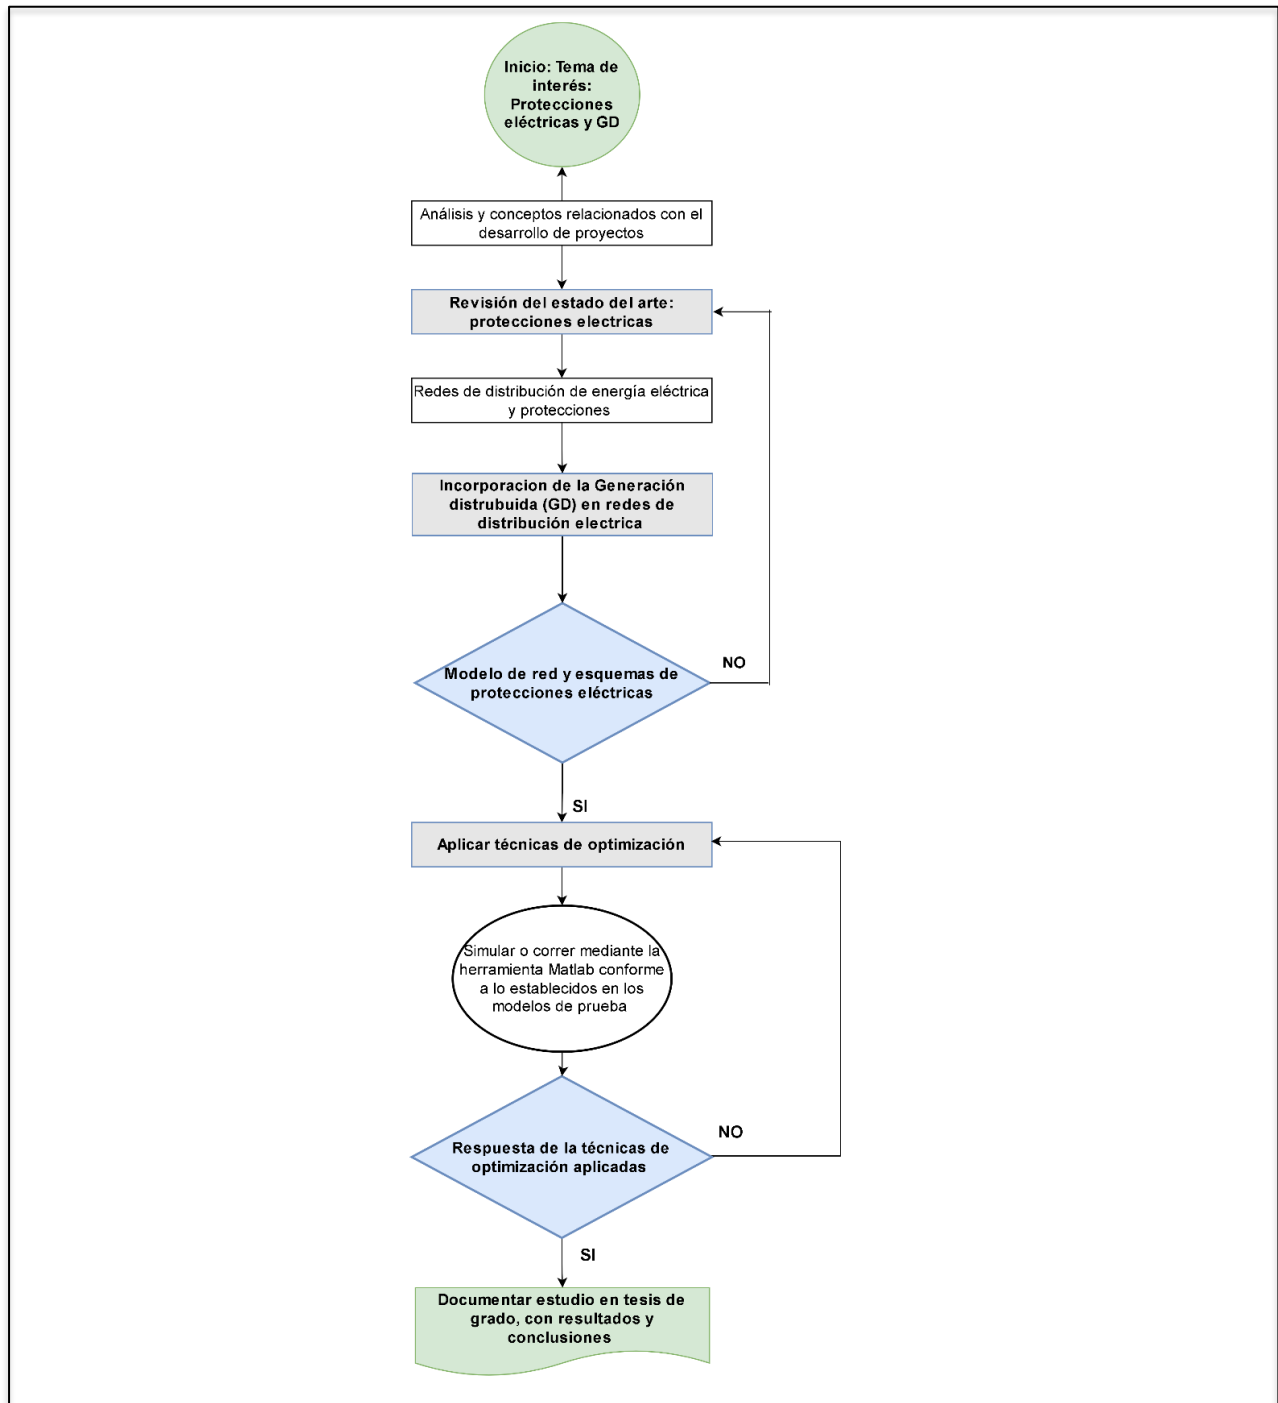 Inicio: Tema de
interés:
Protecciones
eléctricas y GD
Análisis y conceptos relacionados con el
desarrollo de proyectos
Revisión del estado del arte:
protecciones electricas
Redes de distribución de energía eléctrica
y protecciones
Incorporacion de la Generación
distrubuida (GD) en redes de
distribución electrica
Modelo de red y esquemas de
protecciones eléctricas
NO
SI
Aplicar técnicas de optimización
Simular o correr mediante la
herramienta Matlab conforme
a lo establecidos en los
modelos de prueba
Respuesta de la técnicas de
optimización aplicadas
NO
SI
Documentar estudio en tesis de
grado, con resultados y
conclusiones